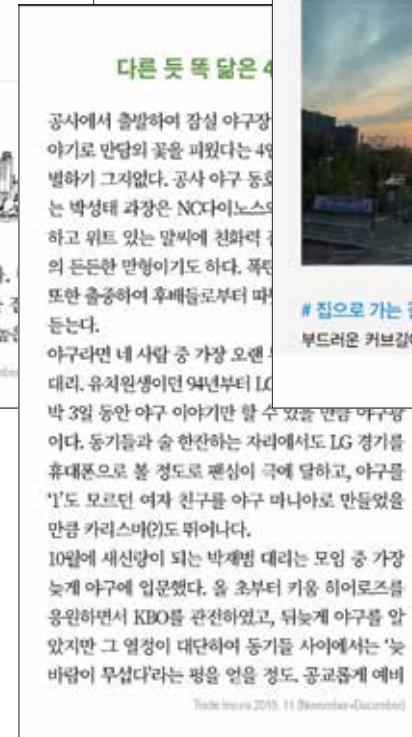 다른 듯 똑 닮은 4
공사에서 출발하여 잠실 야구장
야기로 만담의 꽃을 피웠다는 4인
별하기 그지없다. 공사 야구 동호
는 박성태 과장은 NC다이노스의
하고 위트 있는 말씨에 친화력
의 든든한 맏형이기도 하다.
또한 출중하여 후배들로부터
듣는다.
야구라면 네 사람 중 가장 오랜
대리. 유치원생이던 94년부터 LG
박 3일 동안 야구 이야기만 할 수 있을 만큼 야구광
이다. 동기들과 술 한잔하는 자리에서도 LG 경기를
휴대폰으로 볼 정도로 팬심이 극에 달하고, 야구를
‘1’도 모르던 여자 친구를 야구 마니아로 만들었을
만큼 카리스마(?)도 뛰어나다.
10월에 새신랑이 되는 박재범 대리는 모임 중 가장
늦게 야구에 입문했다. 올 초부터 키움 히어로즈를
응원하면서 KBO를 관전하였고, 뒤늦게 야구를 알
았지만 그 열정이 대단하여 동기들 사이에서는 ‘늦
바람이 무섭다’라는 평을 얻을 정도. 공교롭게 예비
Trade Insure 2019. 11 (November+December)
# 집으로 가는 길
부드러운 커브길